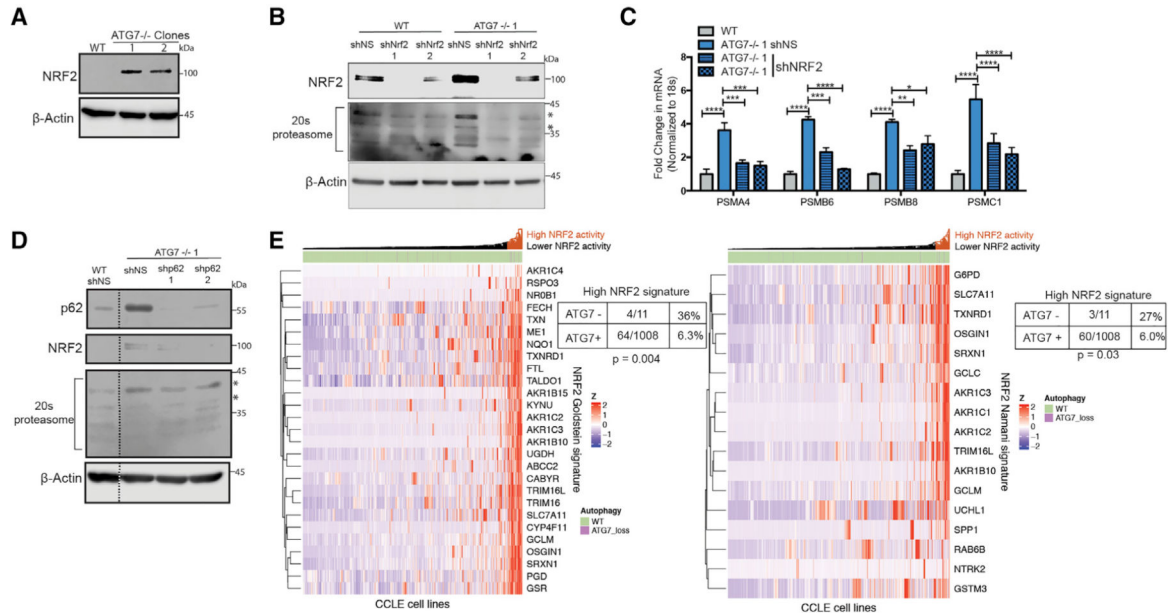 A
ATG7-/- Clones
WT 1 2 kDa
NRF2
100
β-Actin
45
B
WT ATG7 -/- 1
shNS shNrf2 1 shNrf2 2 shNS shNrf2 1 shNrf2 2 kDa
NRF2
100
45
20s proteasome
*
*
35
β-Actin
45
C
WT
ATG7-/- 1 shNS
ATG7-/- 1
ATG7-/- 1
shNRF2
Fold Change in mRNA
(Normalized to 18s)
8
6
4
2
0
**** *** ***
**** *** ****
**** ** *
**** **** ****
PSMA4 PSMB6 PSMB8 PSMC1
D
ATG7 -/- 1
WT shNS shNS shp62 1 shp62 2 kDa
p62
55
NRF2
100
45
20s proteasome
*
*
35
β-Actin
45
E
High NRF2 activity
Lower NRF2 activity
AKR1C4
RSPO3
NR0B1
FECH
TXN
ME1
NQO1
TXNRD1
FTL
TALDO1
AKR1B15
KYNU
AKR1C2
AKR1C3
AKR1B10
UGDH
ABCC2
CABYR
TRIM16L
TRIM16
SLC7A11
CYP4F11
GCLM
OSGIN1
SRXN1
PGD
GSR
CCLE cell lines
High NRF2 signature
ATG7 - 4/11 36%
ATG7+ 64/1008 6.3%
p = 0.004
NRF2 Goldstein signature
Z
2
1
0
−1
−2
Autophagy
WT
ATG7_loss
High NRF2 activity
Lower NRF2 activity
G6PD
SLC7A11
TXNRD1
OSGIN1
SRXN1
GCLC
AKR1C3
AKR1C1
AKR1C2
TRIM16L
AKR1B10
GCLM
UCHL1
SPP1
RAB6B
NTRK2
GSTM3
CCLE cell lines
High NRF2 signature
ATG7 - 3/11 27%
ATG7 + 60/1008 6.0%
p = 0.03
NRF2 Namani signature
Z
2
1
0
−1
−2
Autophagy
WT
ATG7_loss